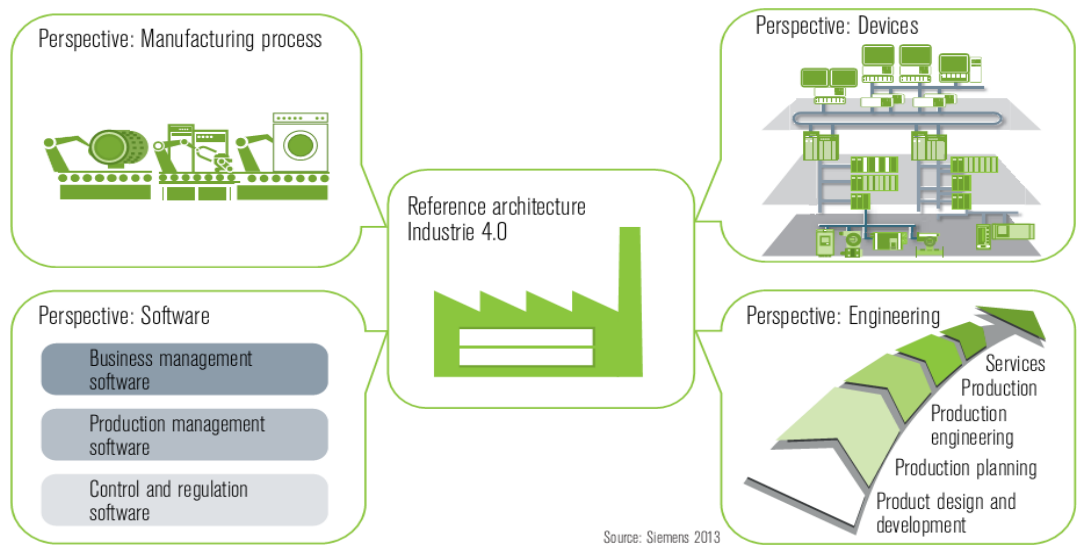 Perspective: Manufacturing process
Perspective: Devices
Reference architecture
Industrie 4.0
Perspective: Software
Business management
software
Production management
software
Control and regulation
software
Perspective: Engineering
Services
Production
Production
engineering
Production planning
Product design and
development
Source: Siemens 2013